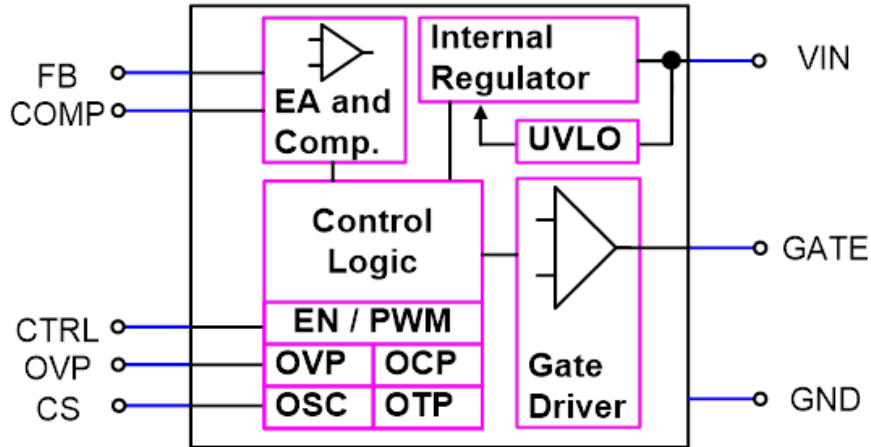 FB
COMP
EA and
Comp.
Internal
Regulator
VIN
UVLO
Control
Logic
GATE
CTRL
EN / PWM
OVP
OVP
OCP
CS
OSC
OTP
Gate
Driver
GND